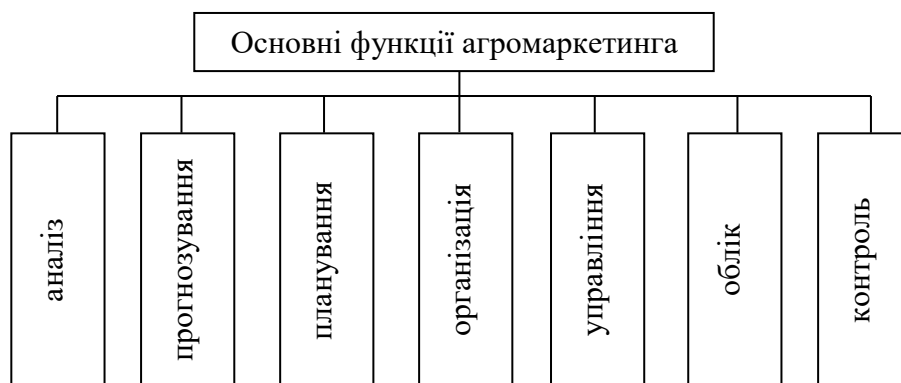 Основні функції агромаркетинга
аналіз
прогнозування
планування
організація
управління
облік
контроль